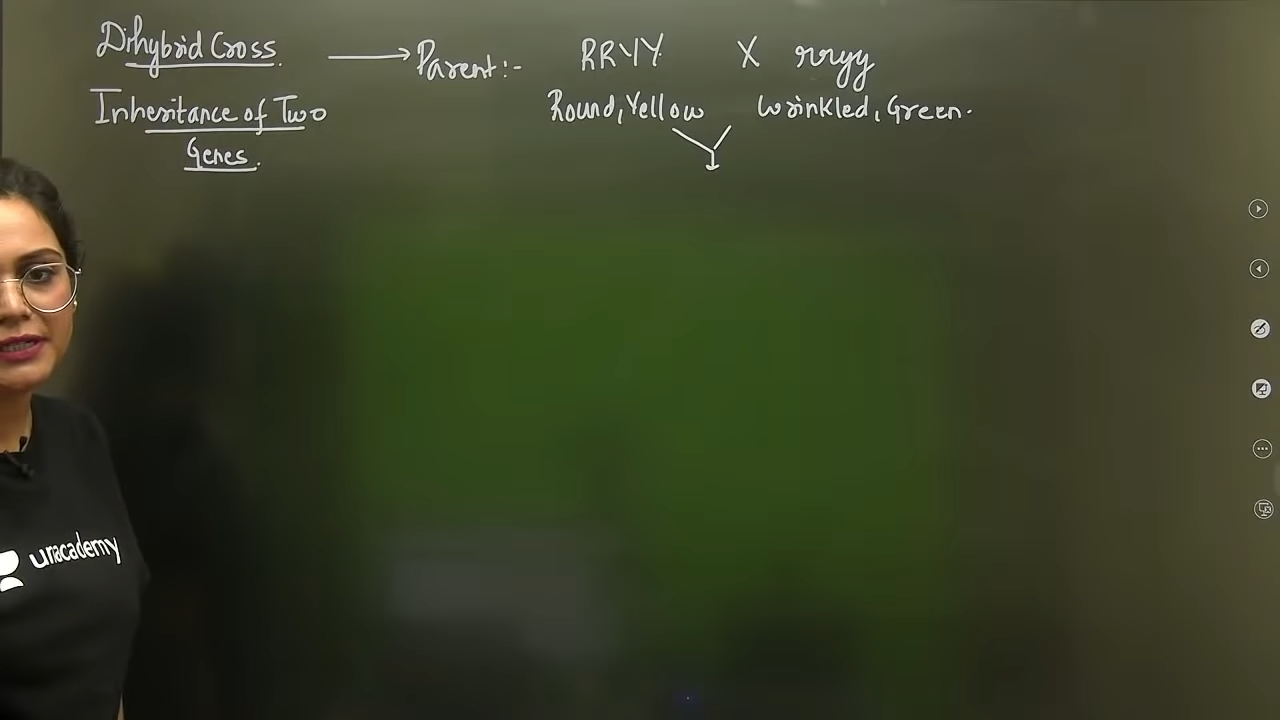 Dihybrid Cross. → Parent:- RRYY X rryy
Inheritance of Two
Genes.
Round, Yellow Wrinkled, Green.
unacademy